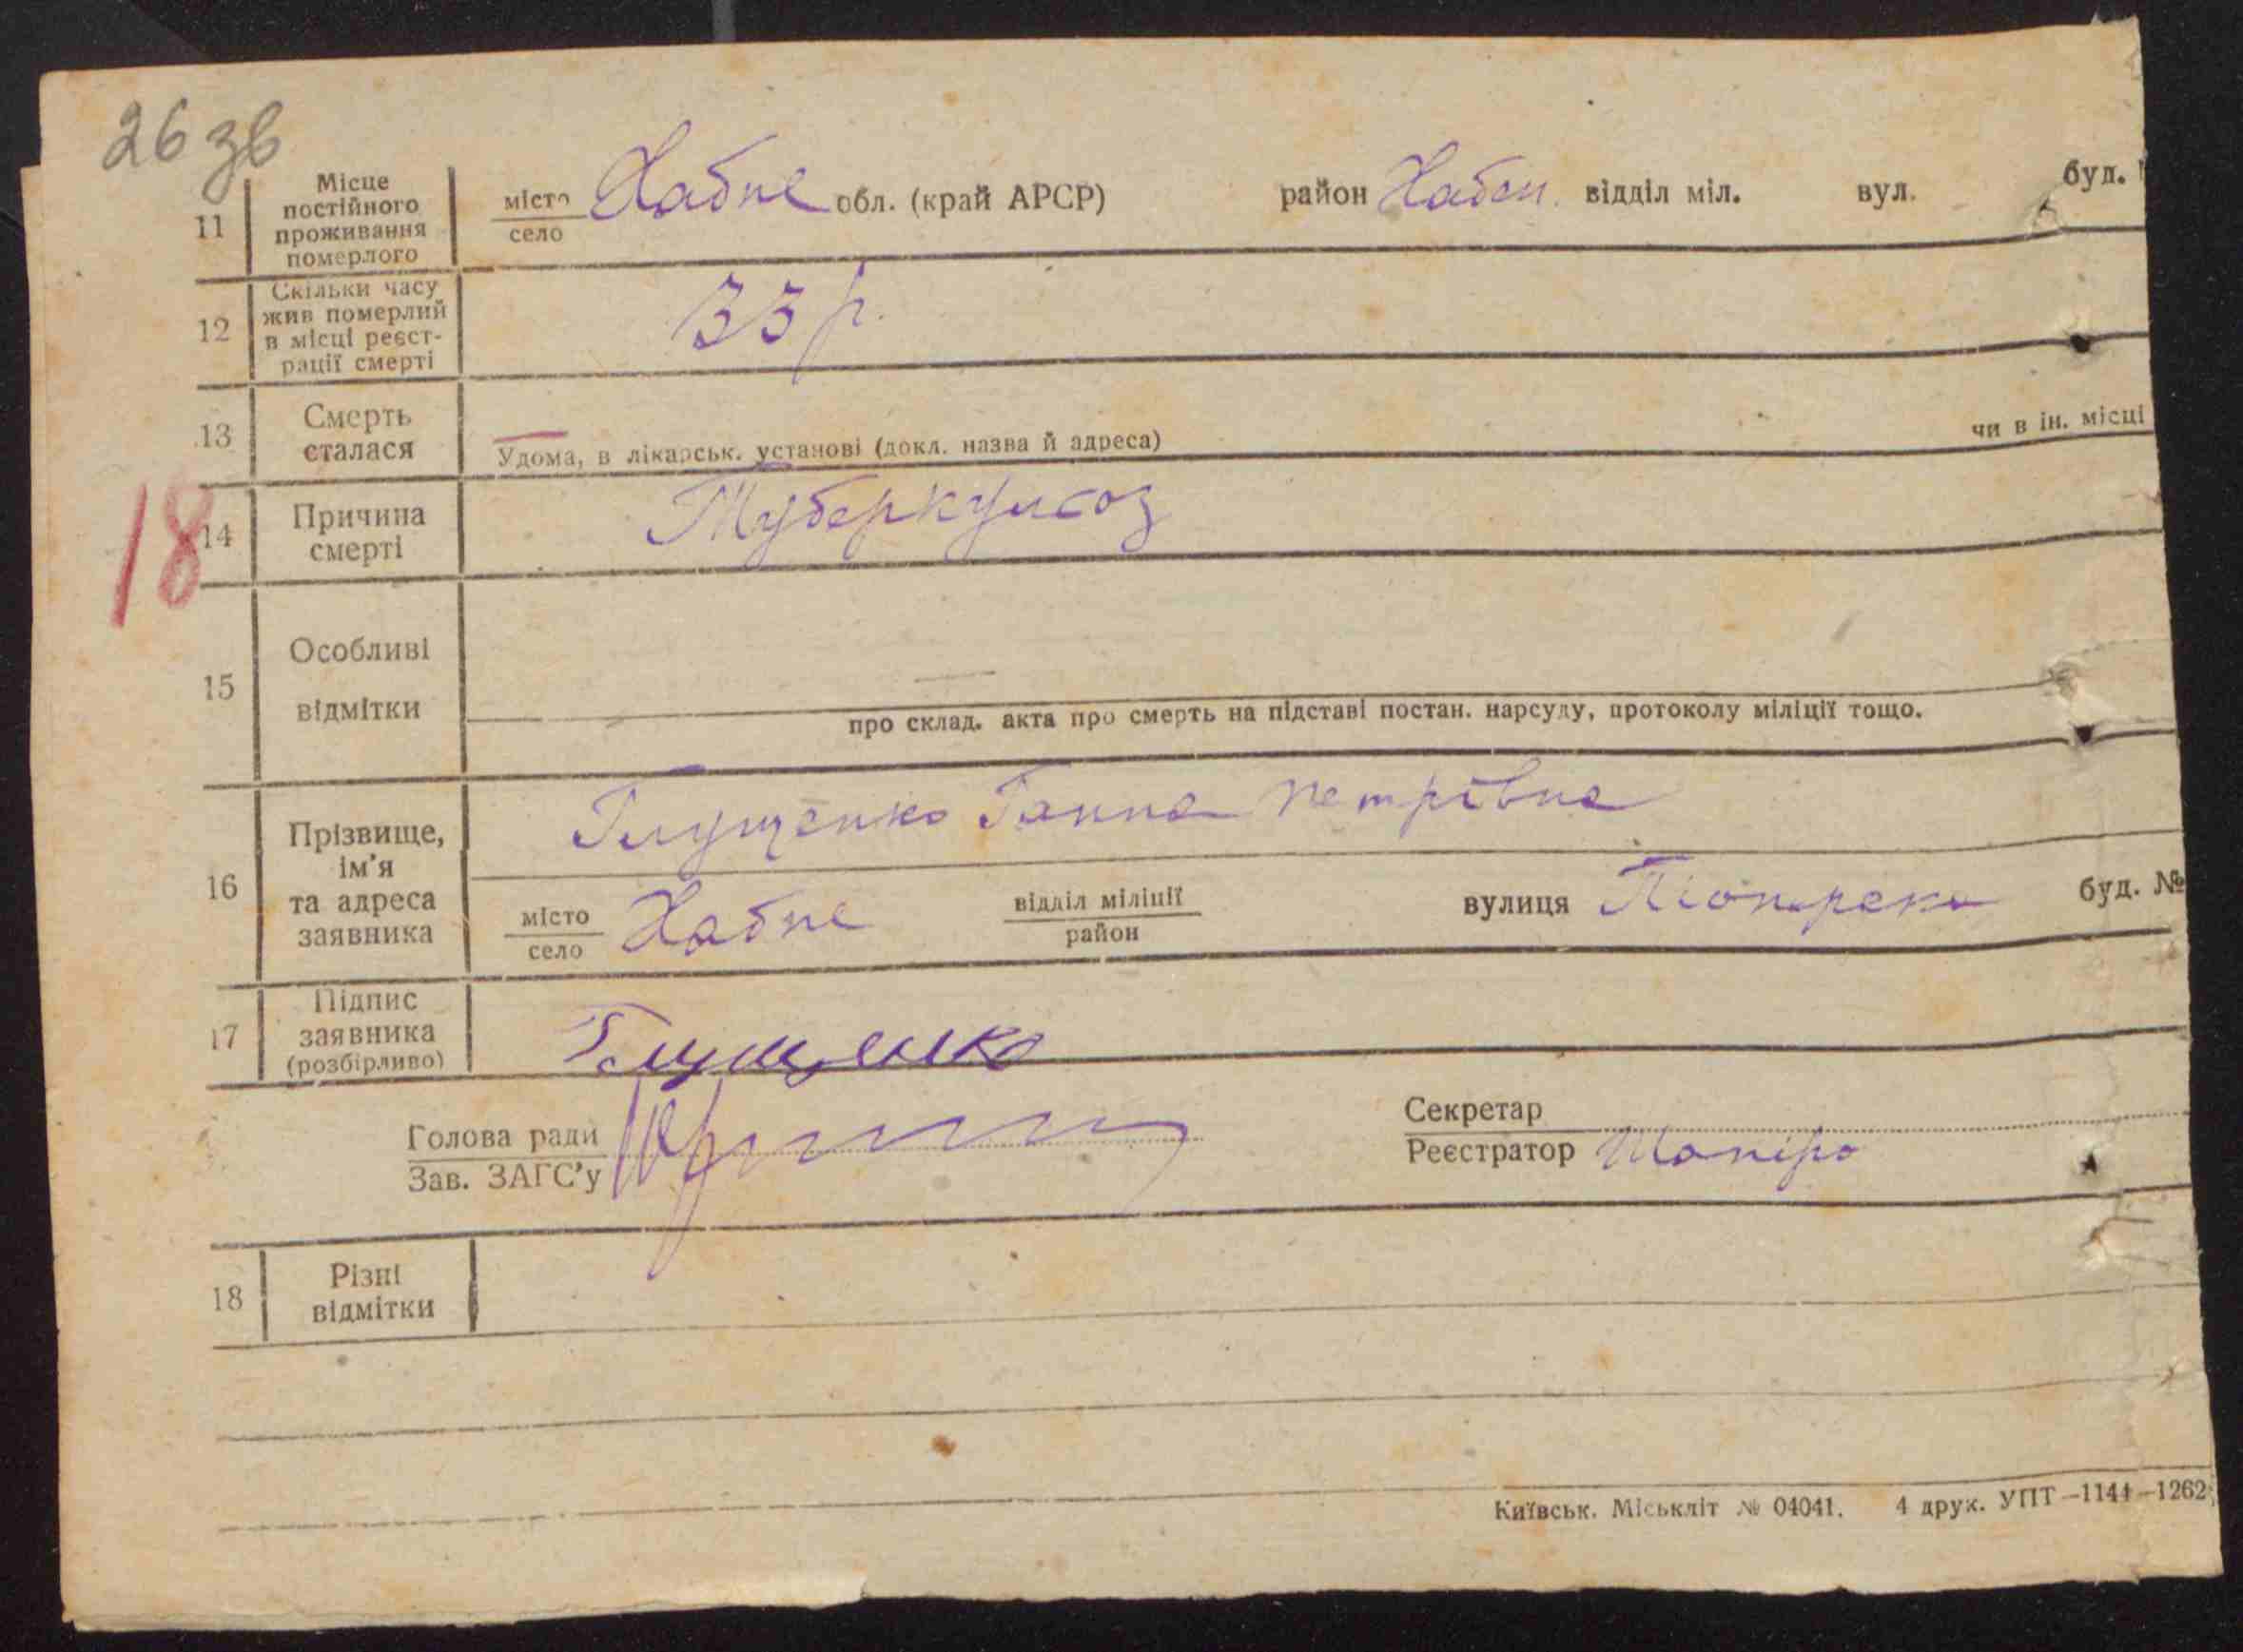 26 зв
11 Місце постійного проживання померлого місто село Хабне обл. (край АРСР) район Хабен. відділ міл. вул. буд.
12 Скільки часу жив померлий в місці реєстрації смерті 33 р.
13 Смерть сталася Удома, в лікарськ. установі (докл. назва й адреса) чи в ін. місці
18
14 Причина смерті Туберкульоз
15 Особливі відмітки
про склад. акта про смерть на підставі постан. нарсуду, протоколу міліції тощо.
16 Прізвище, ім'я та адреса заявника Глущенко Ганна Петрівна
місто село Хабне відділ міліції район вулиця буд. №
17 Підпис заявника (розбірливо) Глущенко
Голова ради Секретар
Зав. ЗАГС'у Реєстратор Шапіро
18 Різні відмітки
Київськ. Міськліт № 04041. 4 друк. УПТ –1144–1262